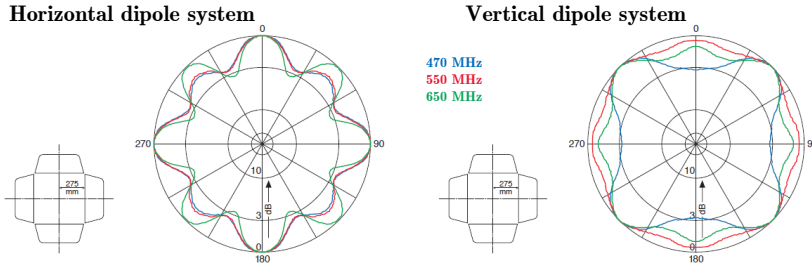 Horizontal dipole system
0
270
90
10
dB
3
0
180
275
mm
470 MHz
550 MHz
650 MHz
Vertical dipole system
0
270
9
10
dB
3
0
180
275
mm